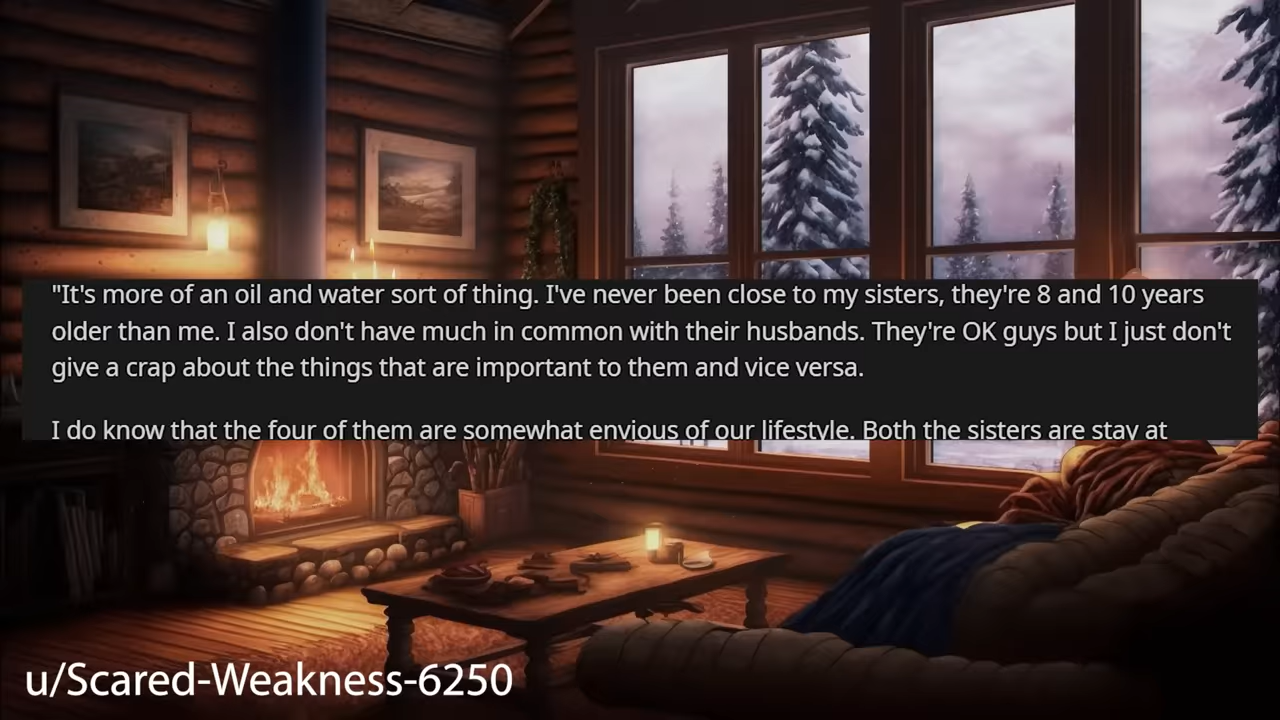 "It's more of an oil and water sort of thing. I've never been close to my sisters, they're 8 and 10 years
older than me. I also don't have much in common with their husbands. They're OK guys but I just don't
give a crap about the things that are important to them and vice versa.
I do know that the four of them are somewhat envious of our lifestyle. Both the sisters are stay at
u/Scared-Weakness-6250